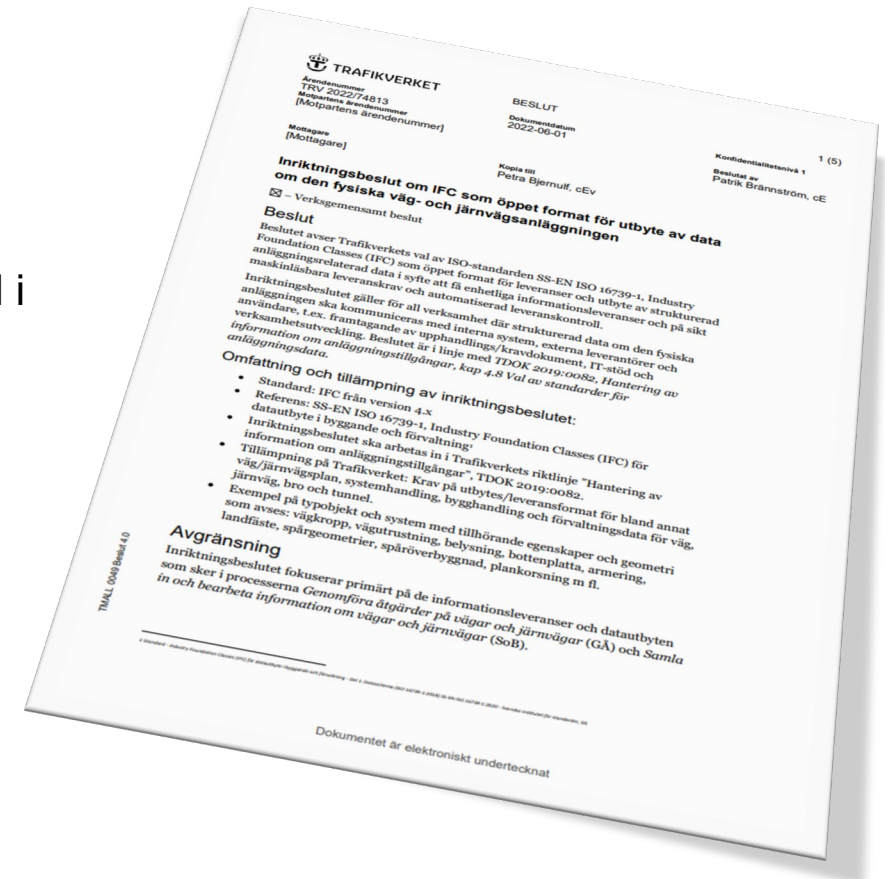 l i
TRAFIKVERKET
Ärendenummer
TRV 2022/74813
Motpartens ärendenummer
[Motpartens ärendenummer]
BESLUT
Dokumentdatum
2022-06-01
1 (5)
Mottagare
[Mottagare]
Kopia till
Petra Bjernulf, cEv
Konfidentialitetsnivå 1
Beslutat av
Patrik Brännström, cE
Inriktningsbeslut om IFC som öppet format för utbyte av data
om den fysiska väg- och järnvägsanläggningen
☒ – Verksgemensamt beslut
Beslut
Beslutet avser Trafikverkets val av ISO-standarden SS-EN ISO 16739-1, Industry
Foundation Classes (IFC) som öppet format för leveranser och utbyte av strukturerad
anläggningsrelaterad data i syfte att få enhetliga informationsleveranser och på sikt
maskinläsbara leveranskrav och automatiserad leveranskontroll.
Inriktningsbeslutet gäller för all verksamhet där strukturerad data om den fysiska
anläggningen ska kommuniceras med interna system, externa leverantörer och
användare, t.ex. framtagande av upphandlings/kravdokument, IT-stöd och
verksamhetsutveckling. Beslutet är i linje med TDOK 2019:0082, Hantering av
information om anläggningstillgångar, kap 4.8 Val av standarder för
anläggningsdata.
Omfattning och tillämpning av inriktningsbeslutet:
• Standard: IFC från version 4.x
• Referens: SS-EN ISO 16739-1, Industry Foundation Classes (IFC) för
datautbyte i byggande och förvaltning¹
• Inriktningsbeslutet ska arbetas in i Trafikverkets riktlinje "Hantering av
information om anläggningstillgångar", TDOK 2019:0082.
• Tillämpning på Trafikverket: Krav på utbytes/leveransformat för bland annat
väg/järnvägsplan, systemhandling, bygghandling och förvaltningsdata för väg,
järnväg, bro och tunnel.
• Exempel på typobjekt och system med tillhörande egenskaper och geometri
som avses: vägkropp, vägutrustning, belysning, bottenplatta, armering,
landfäste, spårgeometrier, spåröverbyggnad, plankorsning m fl.
Avgränsning
Inriktningsbeslutet fokuserar primärt på de informationsleveranser och datautbyten
som sker i processerna Genomföra åtgärder på vägar och järnvägar (GÅ) och Samla
in och bearbeta information om vägar och järnvägar (SoB).
TMALL 0049 Beslut 4.0
Dokumentet är elektroniskt undertecknat